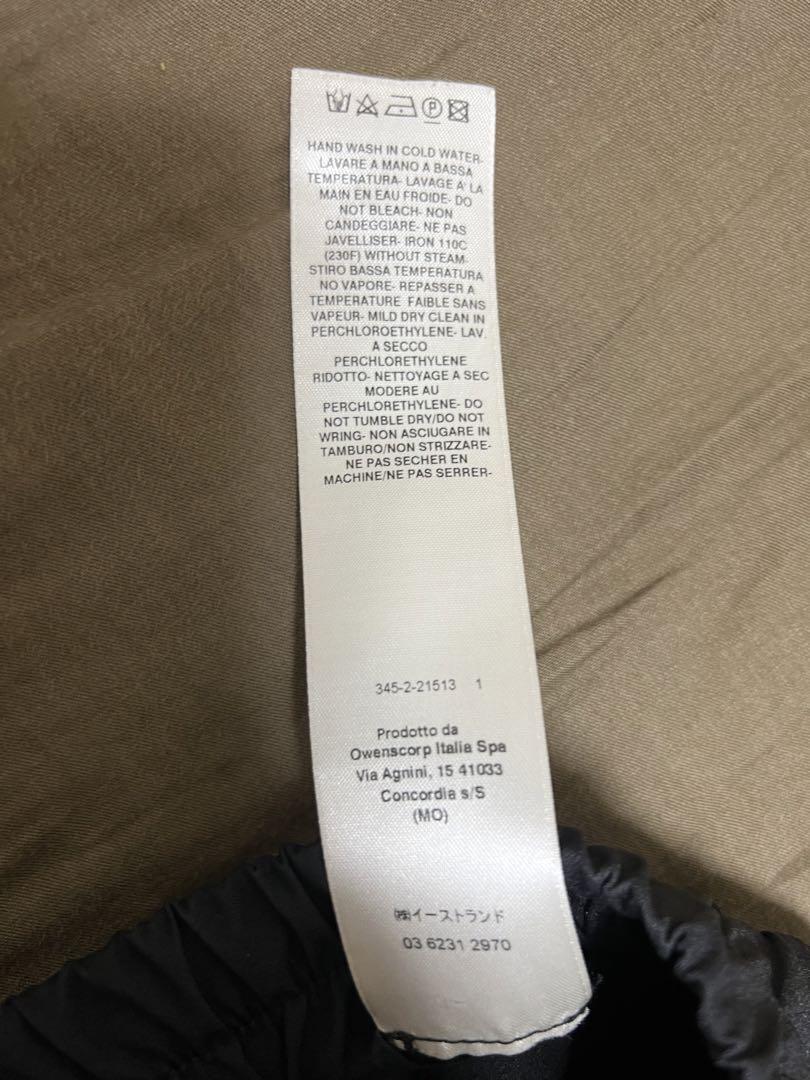 P
HAND WASH IN COLD WATER-
LAVARE A MANO A BASSA
TEMPERATURA- LAVAGE A' LA
MAIN EN EAU FROIDE- DO
NOT BLEACH- NON
CANDEGGIARE- NE PAS
JAVELLISER- IRON 110C
(230F) WITHOUT STEAM-
STIRO BASSA TEMPERATURA
NO VAPORE- REPASSER A
TEMPERATURE FAIBLE SANS
VAPEUR- MILD DRY CLEAN IN
PERCHLOROETHYLENE- LAV.
A SECCO
PERCHLORETHYLENE
RIDOTTO- NETTOYAGE A SEC
MODERE AU
PERCHLORETHYLENE- DO
NOT TUMBLE DRY/DO NOT
WRING- NON ASCIUGARE IN
TAMBURO/NON STRIZZARE-
NE PAS SECHER EN
MACHINE/NE PAS SERRER-
345-2-21513 1
Prodotto da
Owenscorp Italia Spa
Via Agnini, 15 41033
Concordia s/S
(MO)
㈱イーストランド
03 6231 2970